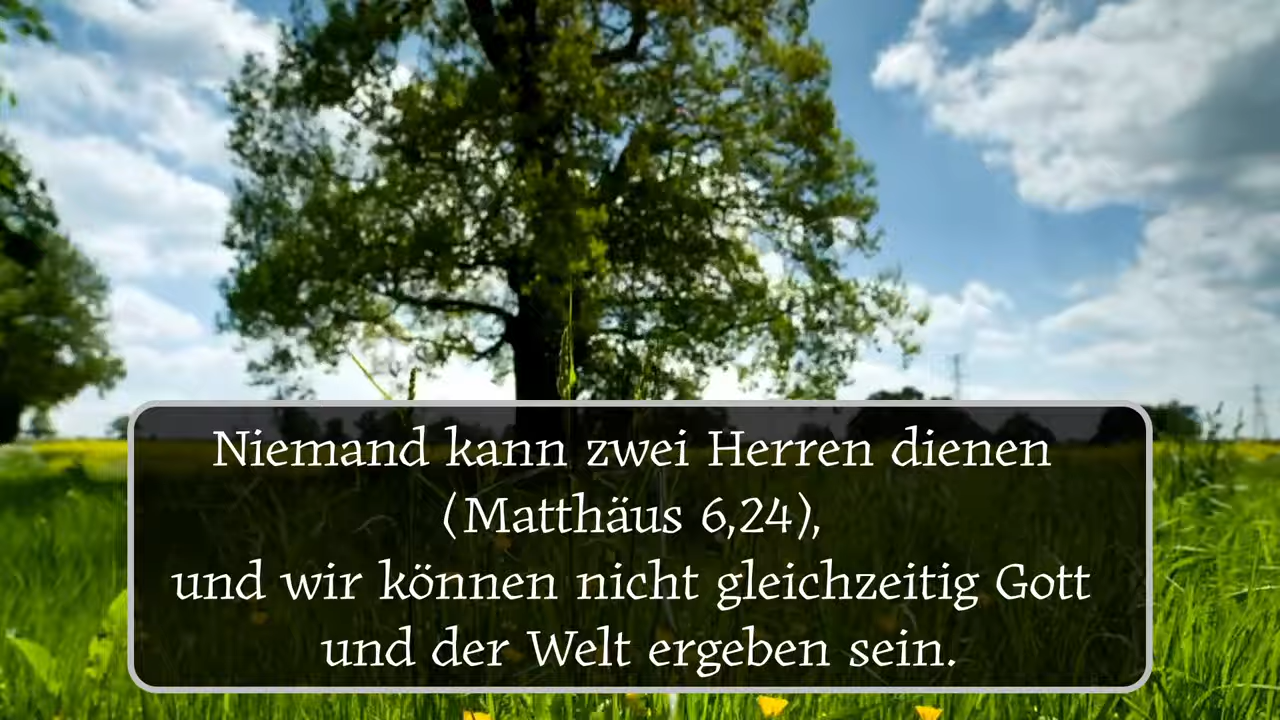 Niemand kann zwei Herren dienen
(Matthäus 6,24),
und wir können nicht gleichzeitig Gott
und der Welt ergeben sein.